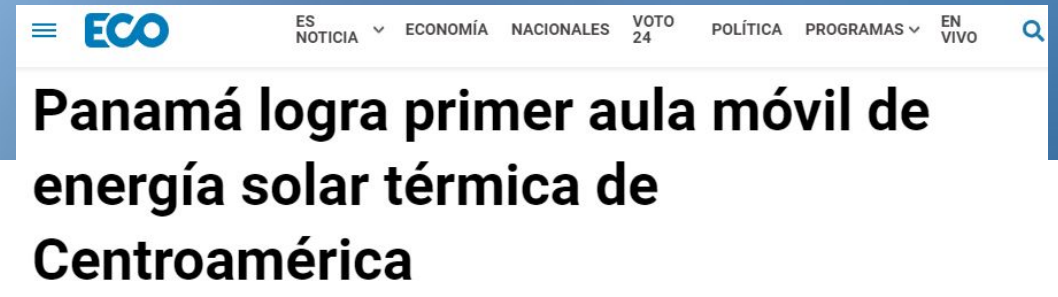 ECO
ES NOTICIA
ECONOMÍA
NACIONALES
VOTO 24
POLÍTICA
PROGRAMAS
EN VIVO
Panamá logra primer aula móvil de
energía solar térmica de
Centroamérica